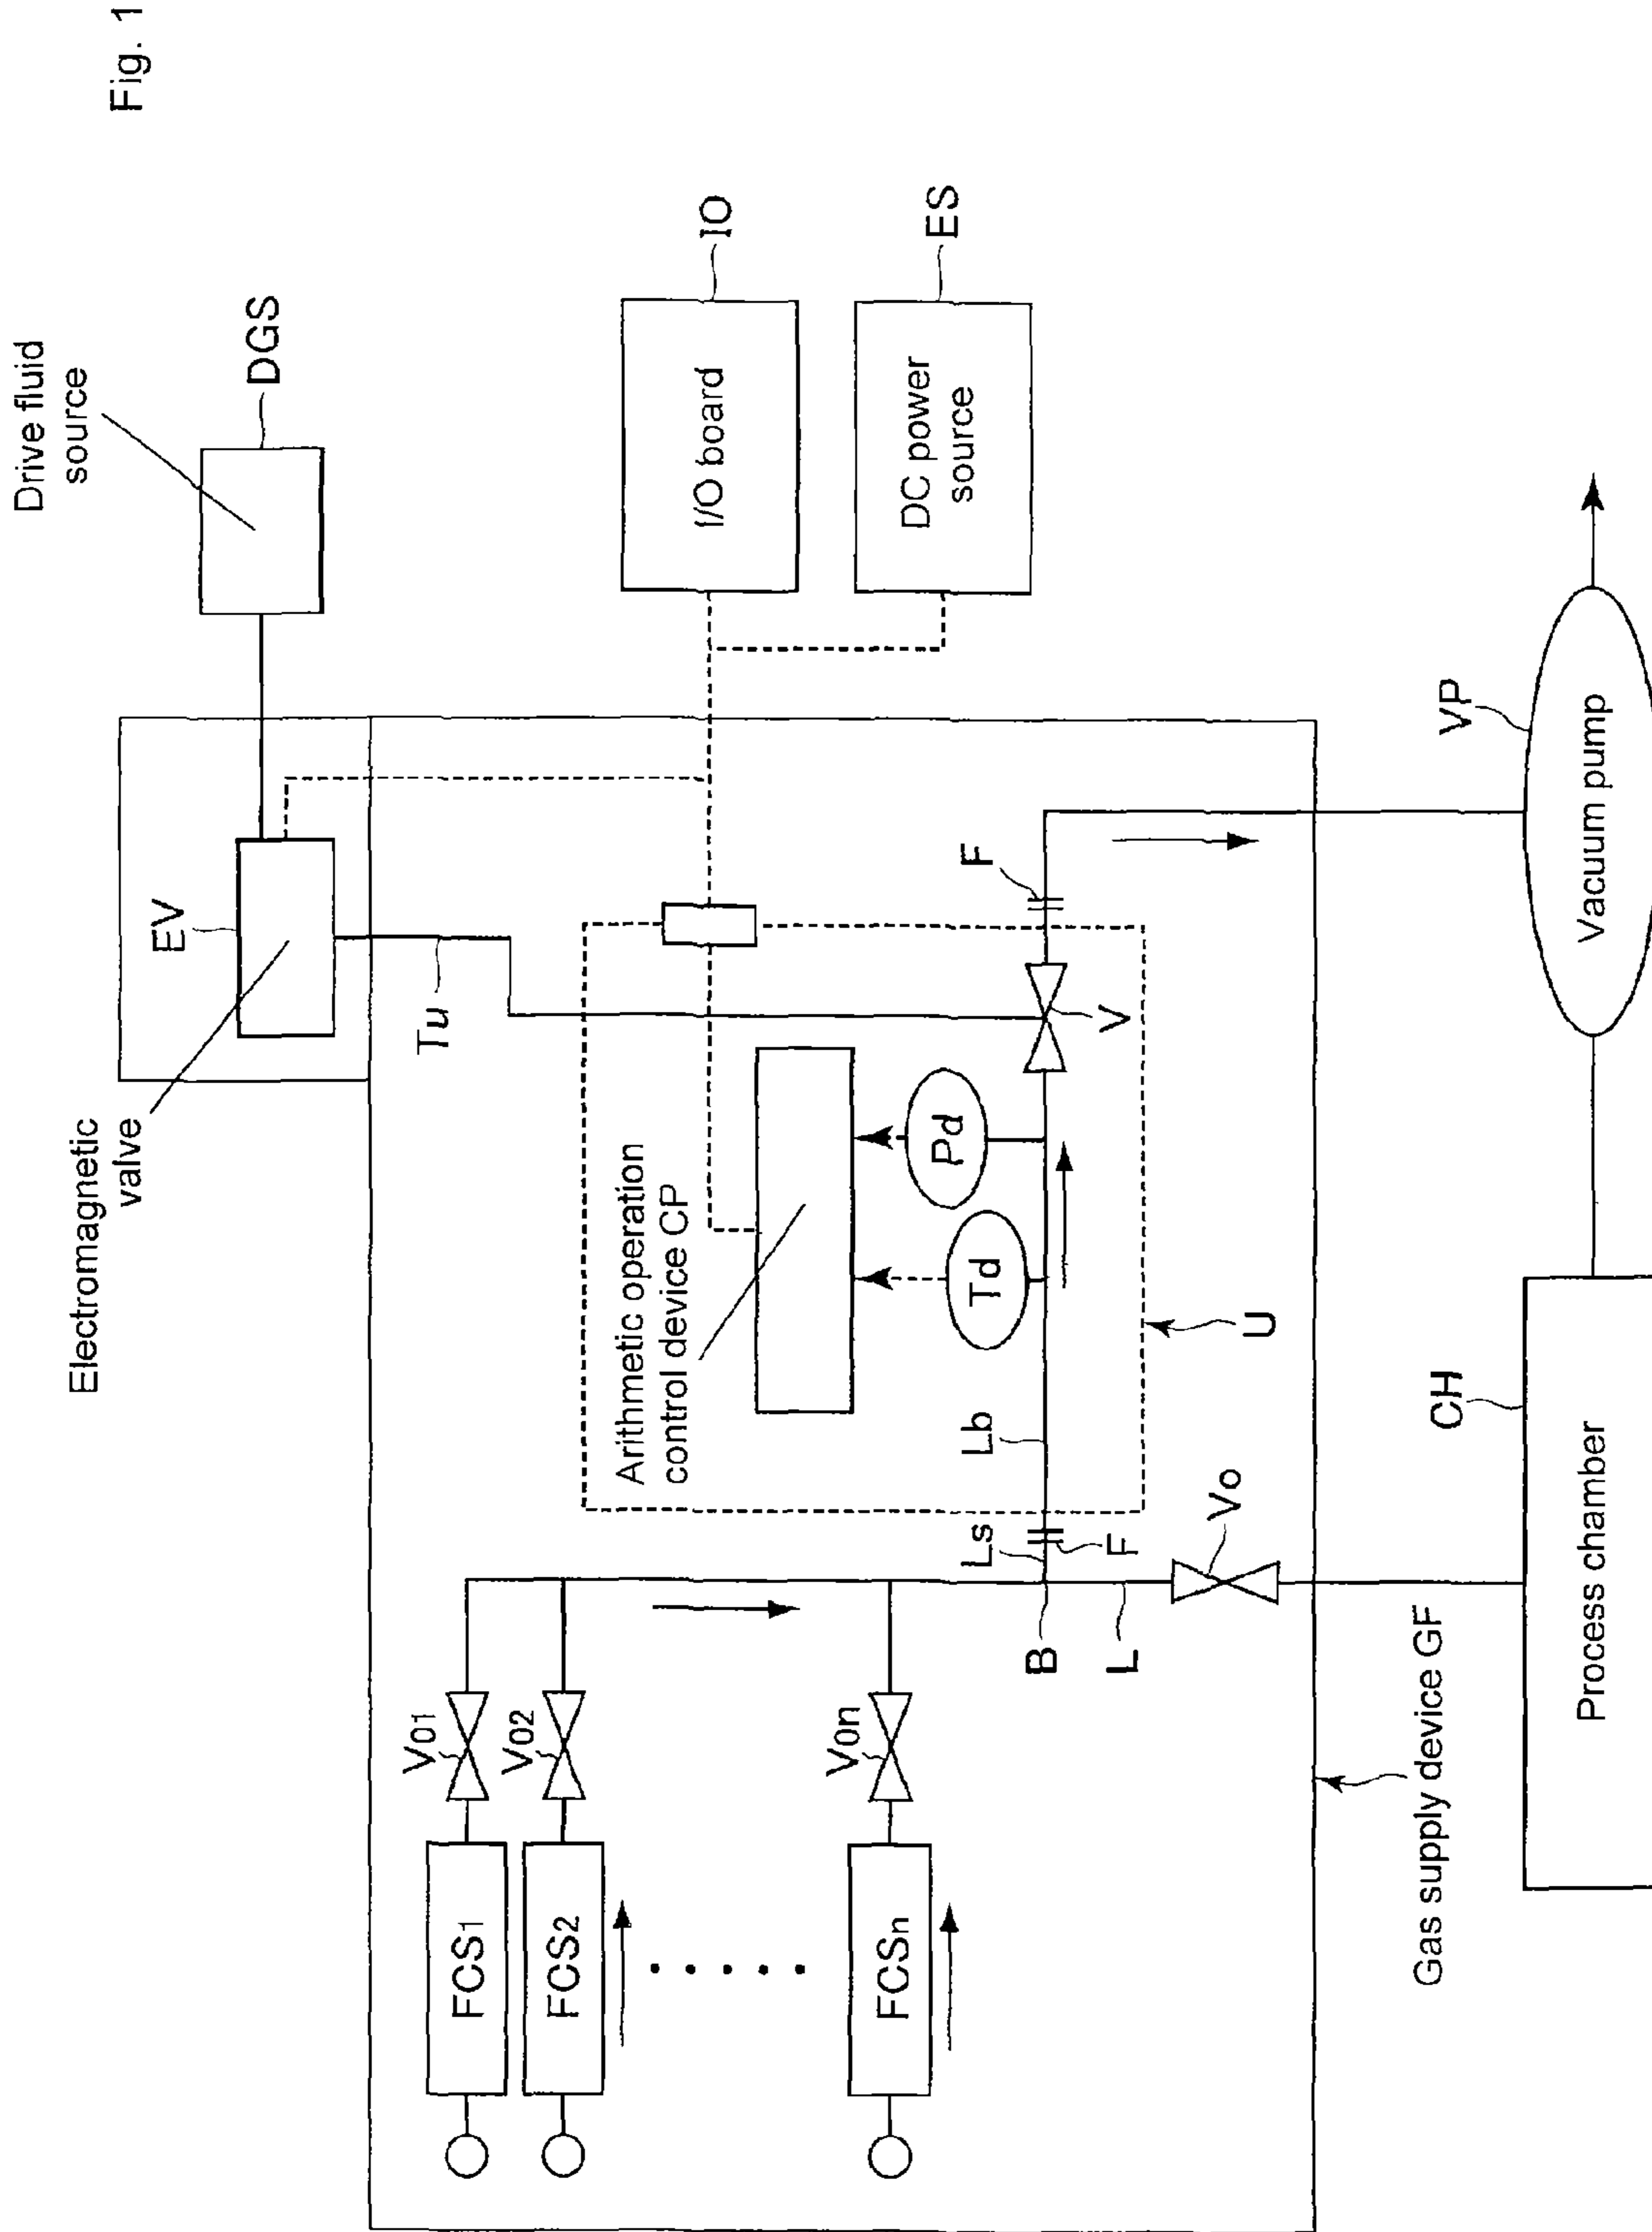 Fig. 1
Drive fluid
source
DGS
Electromagnetic
valve
EV
Tu
I/O board
IO
DC power
source
ES
Arithmetic operation
control device CP
Td
Pd
V01
V02
V0n
FCS1
FCS2
FCSn
Ls
Lb
F
F
V
B
L
Vo
U
Gas supply device GF
CH
Process chamber
VP
Vacuum pump